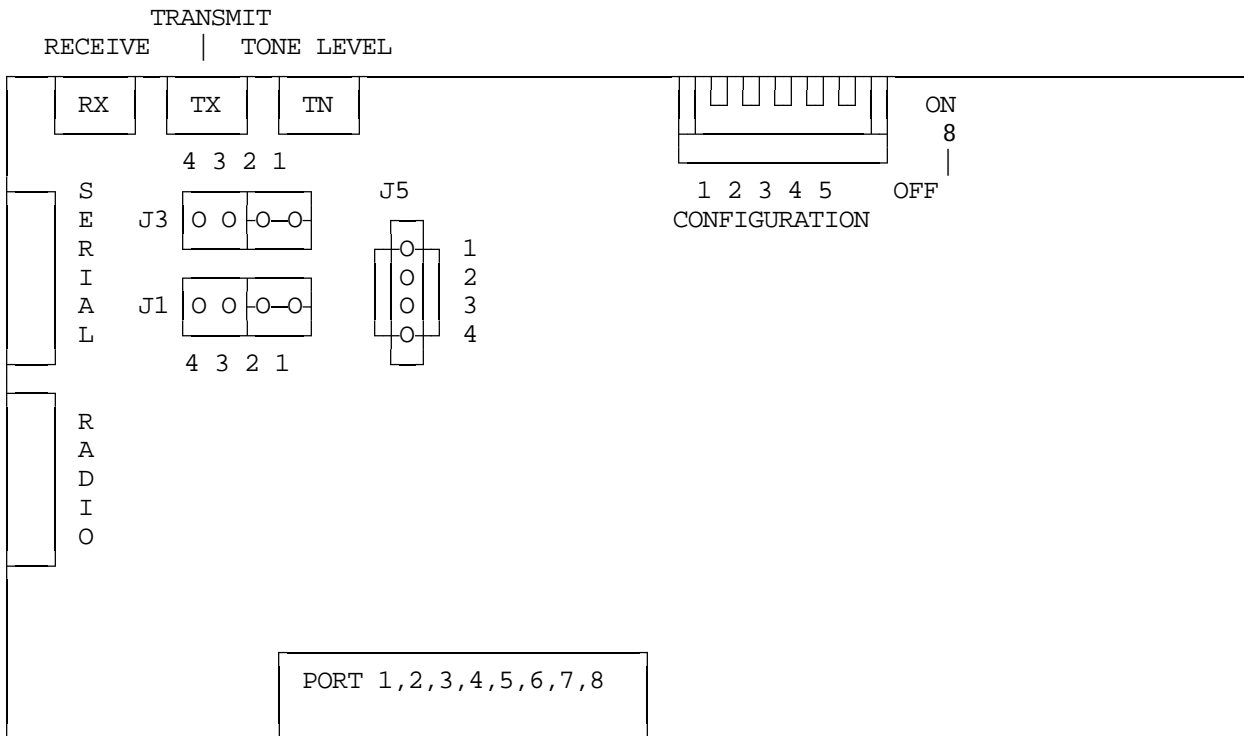 TRANSMIT
RECEIVE | TONE LEVEL
RX TX TN
ON
8
|
4 3 2 1
1 2 3 4 5 OFF
CONFIGURATION
SERIAL
J3 O O O O
J5
O 1
O 2
O 3
O 4
J1 O O O O
4 3 2 1
RADIO
PORT 1,2,3,4,5,6,7,8